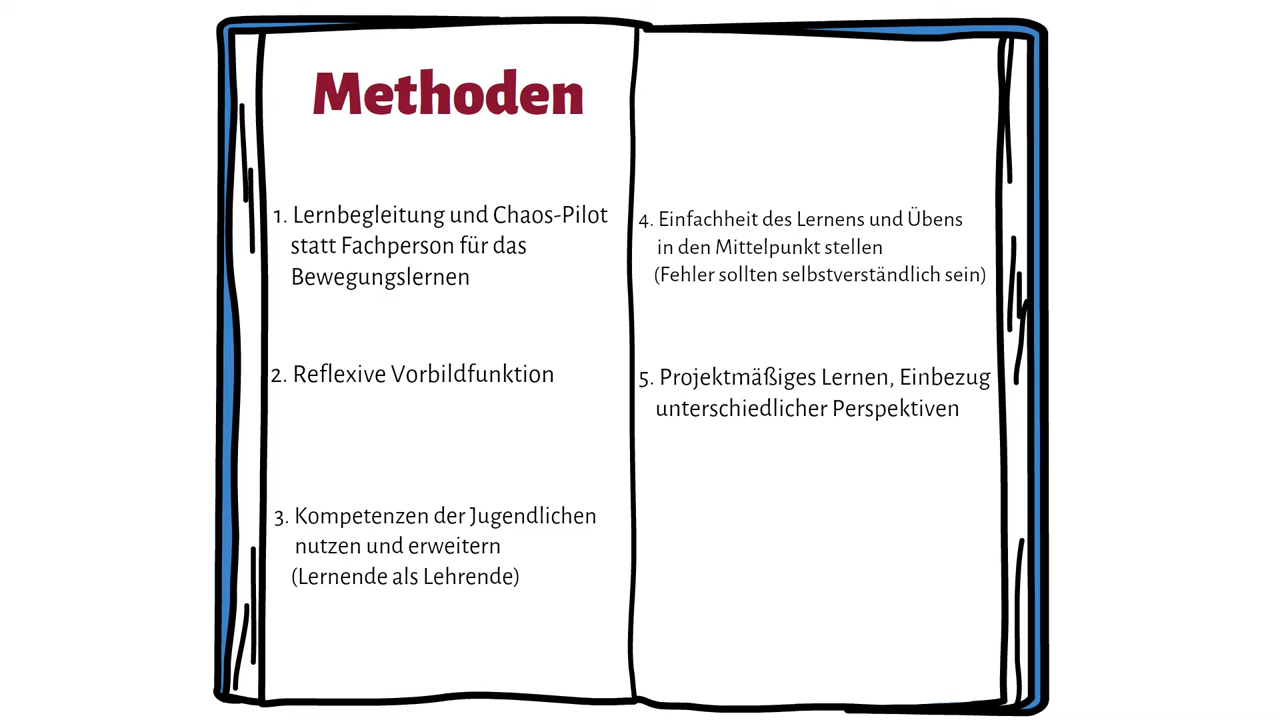 Methoden
1. Lernbegleitung und Chaos-Pilot
statt Fachperson für das
Bewegungslernen
2. Reflexive Vorbildfunktion
3. Kompetenzen der Jugendlichen
nutzen und erweitern
(Lernende als Lehrende)
4. Einfachheit des Lernens und Übens
in den Mittelpunkt stellen
(Fehler sollten selbstverständlich sein)
5. Projektmäßiges Lernen, Einbezug
unterschiedlicher Perspektiven